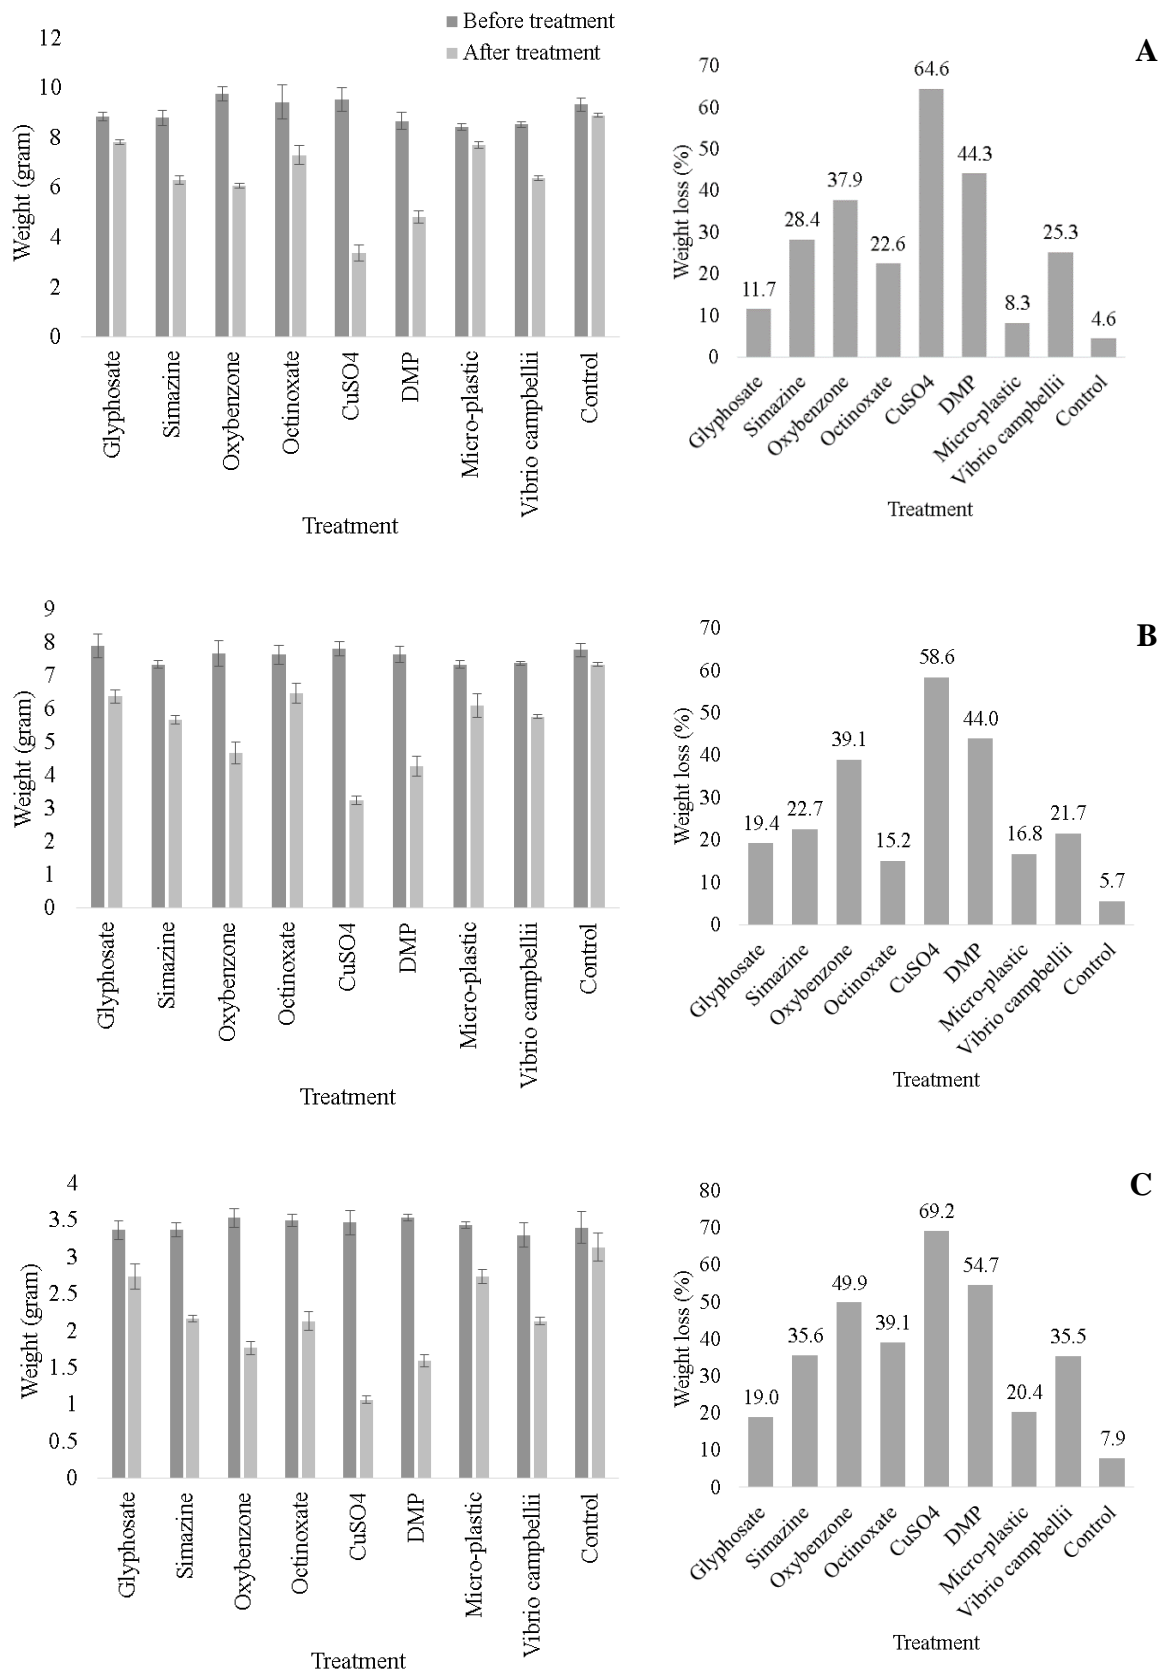 Before treatment
After treatment
12
10
8
6
4
2
0
Weight (gram)
Glyphosate
Simazine
Oxybenzone
Octinoxate
CuSO4
DMP
Micro-plastic
Vibrio campbellii
Control
Treatment
A
70
60
50
40
30
20
10
0
Weight loss (%)
11.7
28.4
37.9
22.6
64.6
44.3
8.3
25.3
4.6
Glyphosate
Simazine
Oxybenzone
Octinoxate
CuSO4
DMP
Micro-plastic
Vibrio campbellii
Control
Treatment
9
8
7
6
5
4
3
2
1
0
Weight (gram)
Glyphosate
Simazine
Oxybenzone
Octinoxate
CuSO4
DMP
Micro-plastic
Vibrio campbellii
Control
Treatment
B
70
60
50
40
30
20
10
0
Weight loss (%)
19.4
22.7
39.1
15.2
58.6
44.0
16.8
21.7
5.7
Glyphosate
Simazine
Oxybenzone
Octinoxate
CuSO4
DMP
Micro-plastic
Vibrio campbellii
Control
Treatment
4
3.5
3
2.5
2
1.5
1
0.5
0
Weight (gram)
Glyphosate
Simazine
Oxybenzone
Octinoxate
CuSO4
DMP
Micro-plastic
Vibrio campbellii
Control
Treatment
C
80
70
60
50
40
30
20
10
0
Weight loss (%)
19.0
35.6
49.9
39.1
69.2
54.7
20.4
35.5
7.9
Glyphosate
Simazine
Oxybenzone
Octinoxate
CuSO4
DMP
Micro-plastic
Vibrio campbellii
Control
Treatment